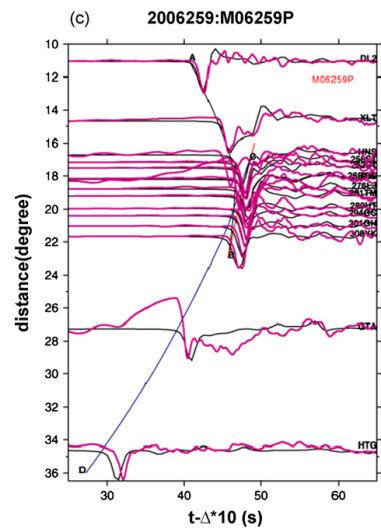 (c) 2006259:M06259P
10
A
DL2
12
M06259P
14
XLT
16
C
HNS
18
20
22
B
24
26
GTA
28
30
32
34
HTG
36
D
30 40 50 60
distance(degree)
t-Δ*10 (s)